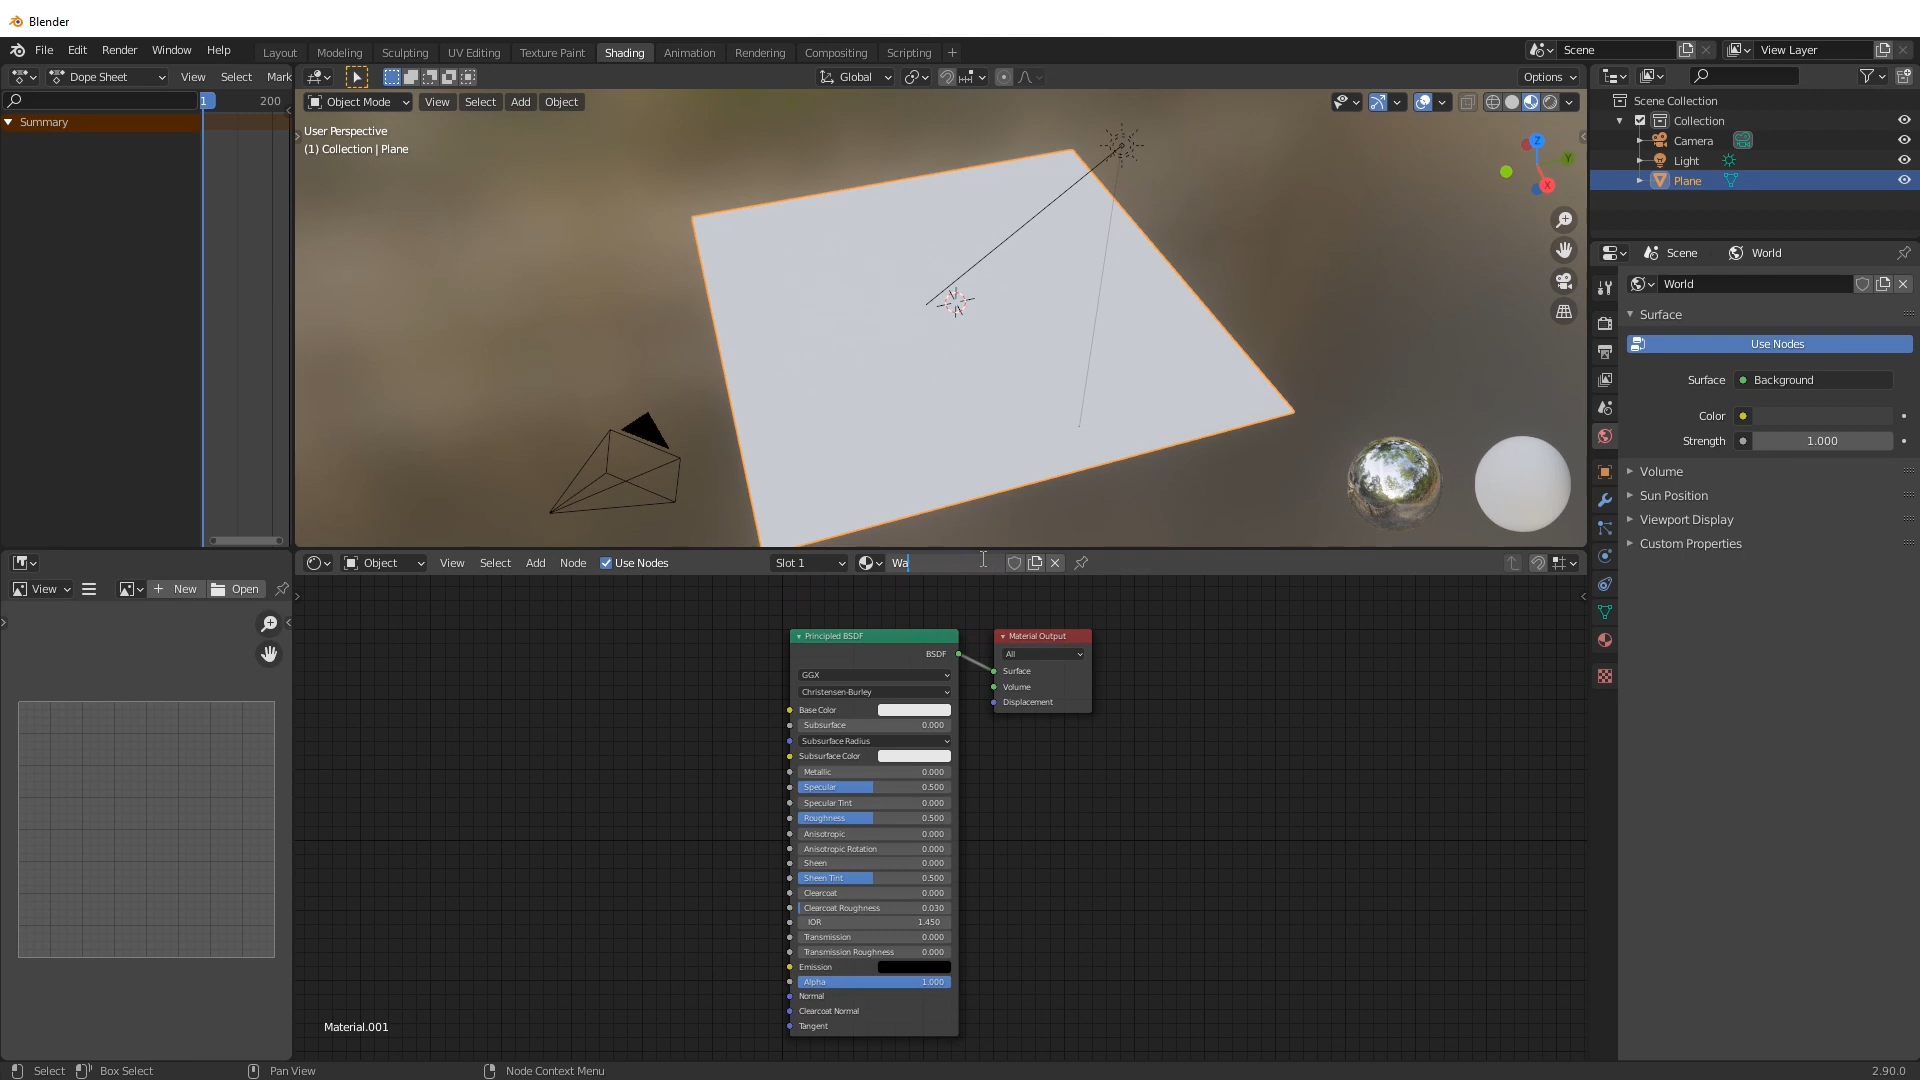 Blender
File Edit Render Window Help
Layout Modeling Sculpting UV Editing Texture Paint Shading Animation Rendering Compositing Scripting +
Scene
View Layer
Dope Sheet View Select Mark
1 200
Summary
Global
Options
Object Mode View Select Add Object
User Perspective
(1) Collection | Plane
Z
Y
X
Scene Collection
Collection
Camera
Light
Plane
Scene World
World
Surface
Use Nodes
Surface Background
Color
Strength 1.000
Volume
Sun Position
Viewport Display
Custom Properties
View + New Open
Object View Select Add Node Use Nodes Slot 1 Wa
Principled BSDF
BSDF
GGX
Christensen-Burley
Base Color
Subsurface 0.000
Subsurface Radius
Subsurface Color
Metallic 0.000
Specular 0.500
Specular Tint 0.000
Roughness 0.500
Anisotropic 0.000
Anisotropic Rotation 0.000
Sheen 0.000
Sheen Tint 0.500
Clearcoat 0.000
Clearcoat Roughness 0.030
IOR 1.450
Transmission 0.000
Transmission Roughness 0.000
Emission
Alpha 1.000
Normal
Clearcoat Normal
Tangent
Material Output
All
Surface
Volume
Displacement
Material.001
Select Box Select Pan View Node Context Menu 2.90.0